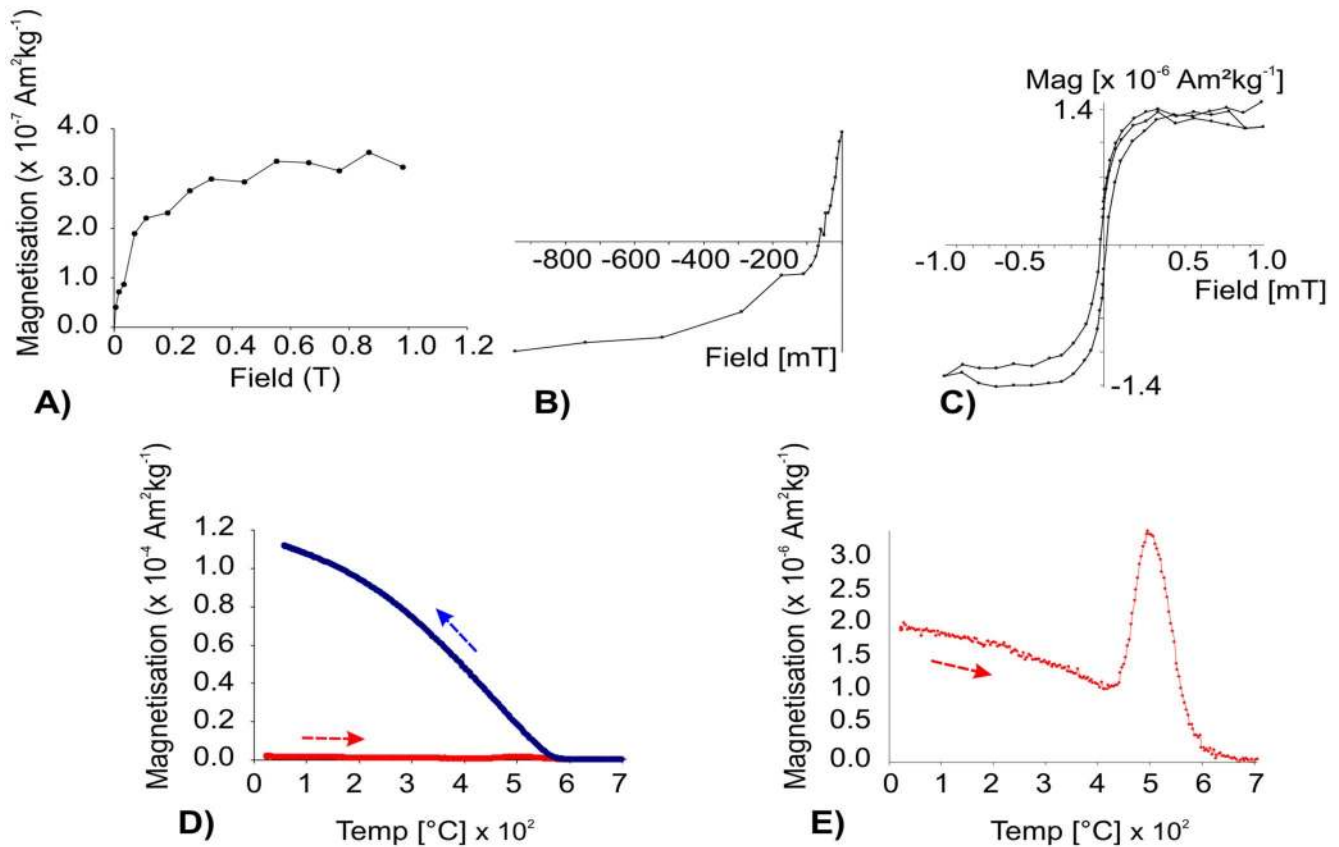 Magnetisation (x 10⁻⁷ Am²kg⁻¹)
4.0
3.0
2.0
1.0
0.0
0 0.2 0.4 0.6 0.8 1.0 1.2
Field (T)
A)
-800 -600 -400 -200
Field [mT]
B)
Mag [x 10⁻⁶ Am²kg⁻¹]
1.4
-1.0 -0.5 0.5 1.0
Field [mT]
-1.4
C)
Magnetisation (x 10⁻⁴ Am²kg⁻¹)
1.2
1.0
0.8
0.6
0.4
0.2
0.0
0 1 2 3 4 5 6 7
Temp [°C] x 10²
D)
Magnetisation (x 10⁻⁶ Am²kg⁻¹)
3.0
2.5
2.0
1.5
1.0
0.5
0.0
0 1 2 3 4 5 6 7
Temp [°C] x 10²
E)